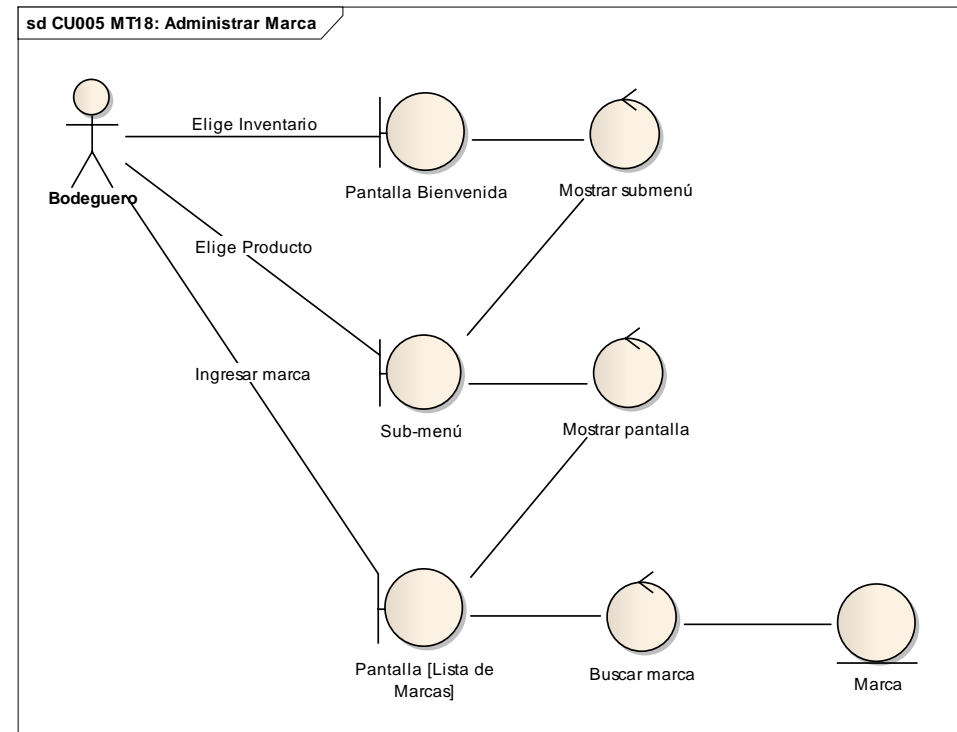 sd CU005 MT18: Administrar Marca
Elige Inventario
Bodeguero
Pantalla Bienvenida
Mostrar submenú
Elige Producto
Ingresar marca
Sub-menú
Mostrar pantalla
Pantalla [Lista de
Marcas]
Buscar marca
Marca